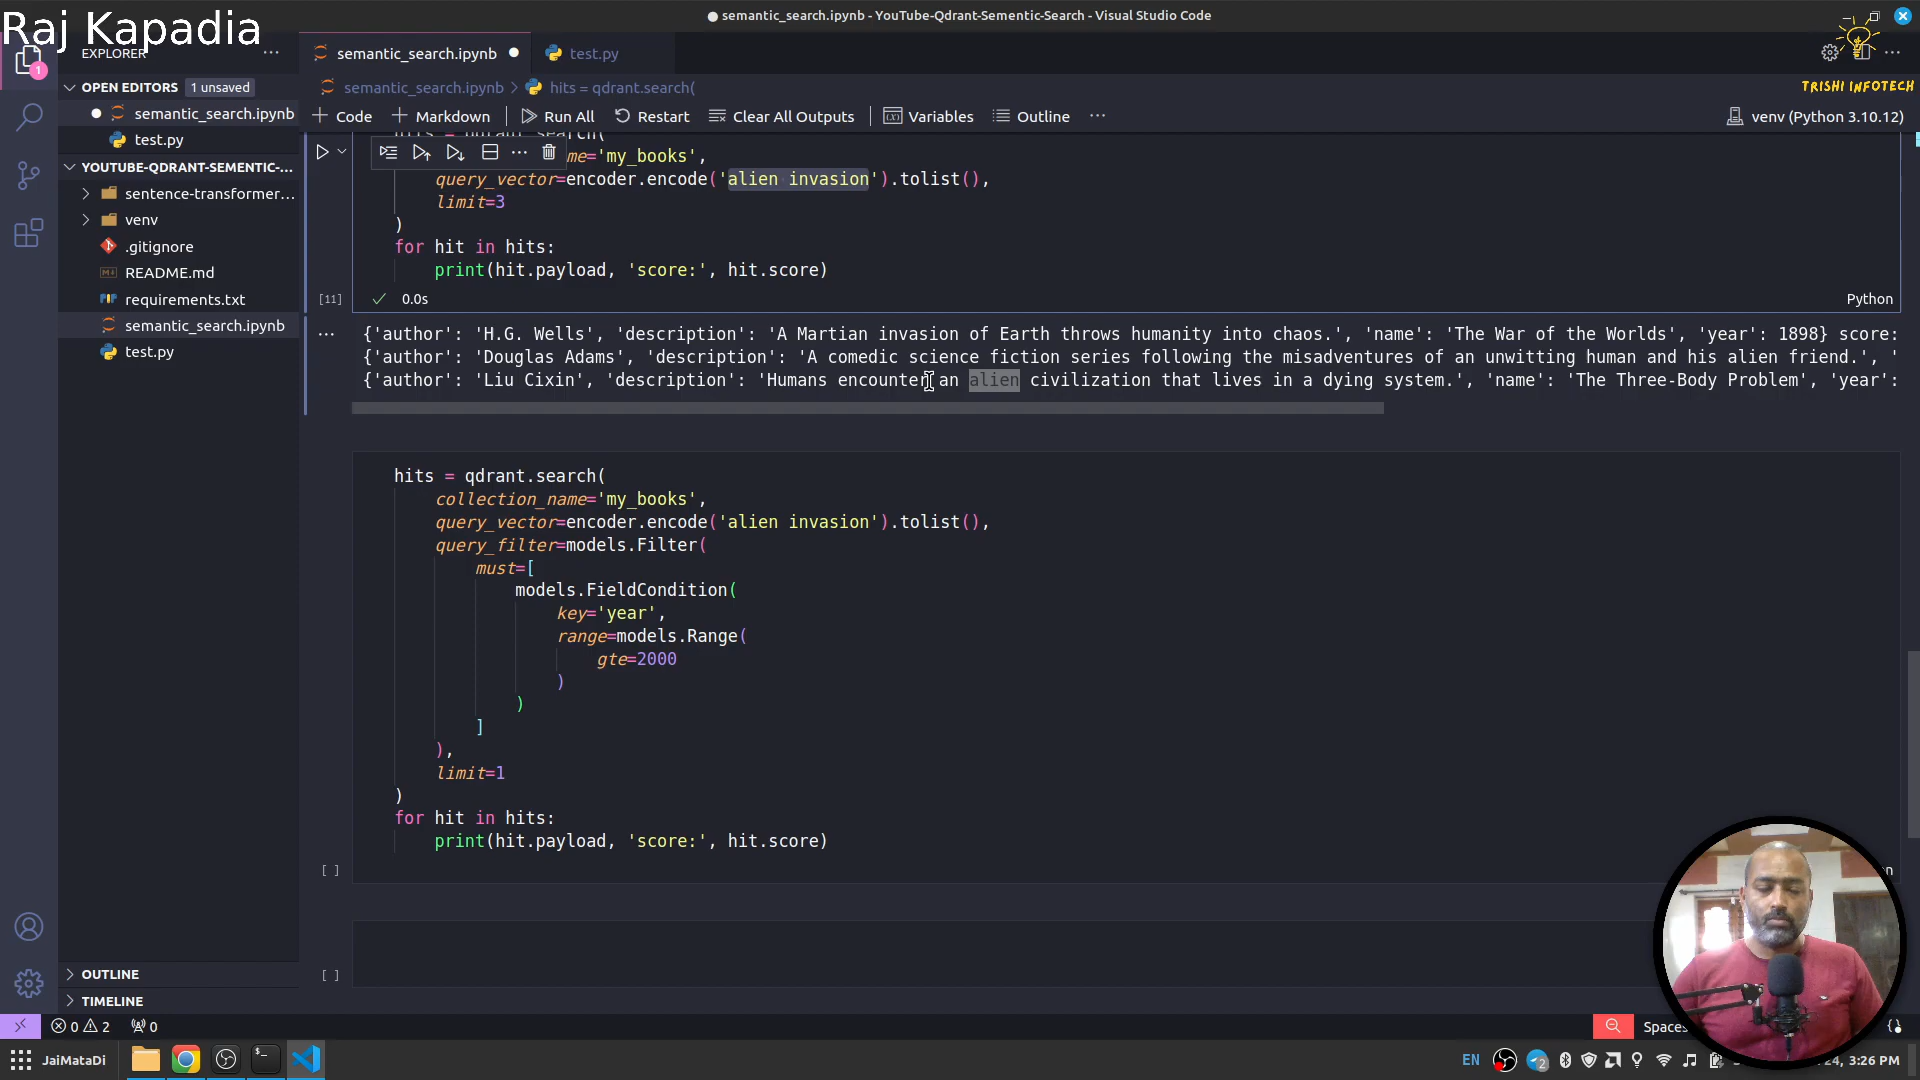 Raj Kapadia
semantic_search.ipynb - YouTube-Qdrant-Sementic-Search - Visual Studio Code
EXPLORER
semantic_search.ipynb
test.py
TRISHI INFOTECH
OPEN EDITORS 1 unsaved
semantic_search.ipynb > hits = qdrant.search(
semantic_search.ipynb
test.py
+ Code + Markdown Run All Restart Clear All Outputs Variables Outline venv (Python 3.10.12)
YOUTUBE-QDRANT-SEMENTIC-...
sentence-transformer...
venv
.gitignore
README.md
requirements.txt
semantic_search.ipynb
test.py
OUTLINE
TIMELINE
hits = qdrant.search(
me='my_books',
query_vector=encoder.encode('alien invasion').tolist(),
limit=3
)
for hit in hits:
print(hit.payload, 'score:', hit.score)
[11] 0.0s Python
{'author': 'H.G. Wells', 'description': 'A Martian invasion of Earth throws humanity into chaos.', 'name': 'The War of the Worlds', 'year': 1898} score:
{'author': 'Douglas Adams', 'description': 'A comedic science fiction series following the misadventures of an unwitting human and his alien friend.', '
{'author': 'Liu Cixin', 'description': 'Humans encounter an alien civilization that lives in a dying system.', 'name': 'The Three-Body Problem', 'year':
hits = qdrant.search(
collection_name='my_books',
query_vector=encoder.encode('alien invasion').tolist(),
query_filter=models.Filter(
must=[
models.FieldCondition(
key='year',
range=models.Range(
gte=2000
)
)
]
),
limit=1
)
for hit in hits:
print(hit.payload, 'score:', hit.score)
[ ]
[ ]
0 2 0
Spaces
JaiMataDi
EN
2
24, 3:26 PM